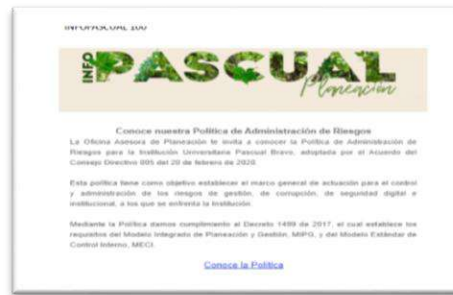 INFOPASCUAL 100
INFO
PASCUAL
Planeación
Conoce nuestra Política de Administración de Riesgos
La Oficina Asesora de Planeación te invita a conocer la Política de Administración de
Riesgos para la Institución Universitaria Pascual Bravo, adoptada por el Acuerdo del
Consejo Directivo 005 del 20 de febrero de 2020.
Esta política tiene como objetivo establecer el marco general de actuación para el control
y administración de los riesgos de gestión, de corrupción, de seguridad digital e
institucional, a los que se enfrenta la Institución.
Mediante la Política damos cumplimiento al Decreto 1499 de 2017, el cual establece los
requisitos del Modelo Integrado de Planeación y Gestión, MIPG, y del Modelo Estándar de
Control Interno, MECI.
Conoce la Política